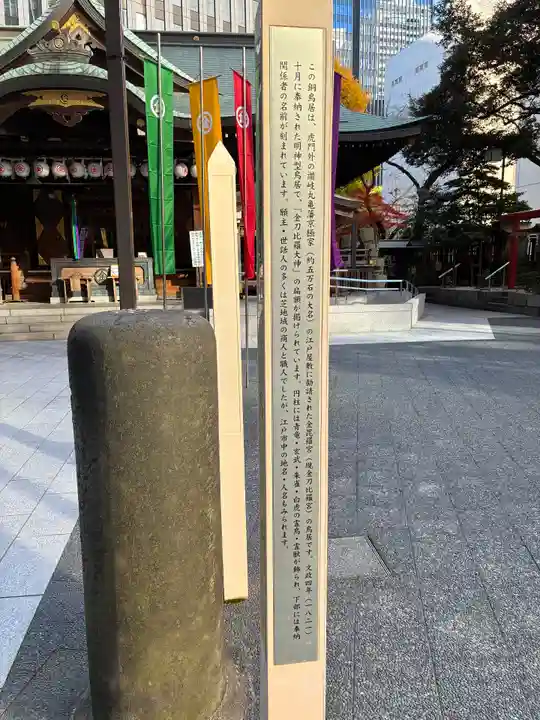 この銅鳥居は、虎門外の讃岐丸亀藩京極家（約五万石の大名）の江戸屋敷に勧請された金毘羅宮（現金刀比羅宮）の鳥居です。文政四年（一八二一）
十月に奉納された明神型鳥居で、「金刀比羅大神」の扁額が掲げられています。円柱には青竜・玄武・朱雀・白虎の霊鳥・霊獣が飾られ、下部には奉納
関係者の名前が刻まれています。願主・世話人の多くは芝地域の商人と職人でしたが、江戸市中の地名・人名もみられます。